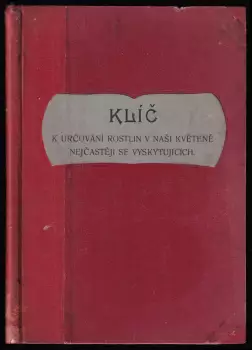 KLÍČ
K URČOVÁNÍ ROSTLIN V NAŠÍ KVĚTENĚ
NEJČASTĚJI SE VYSKYTUJÍCÍCH.